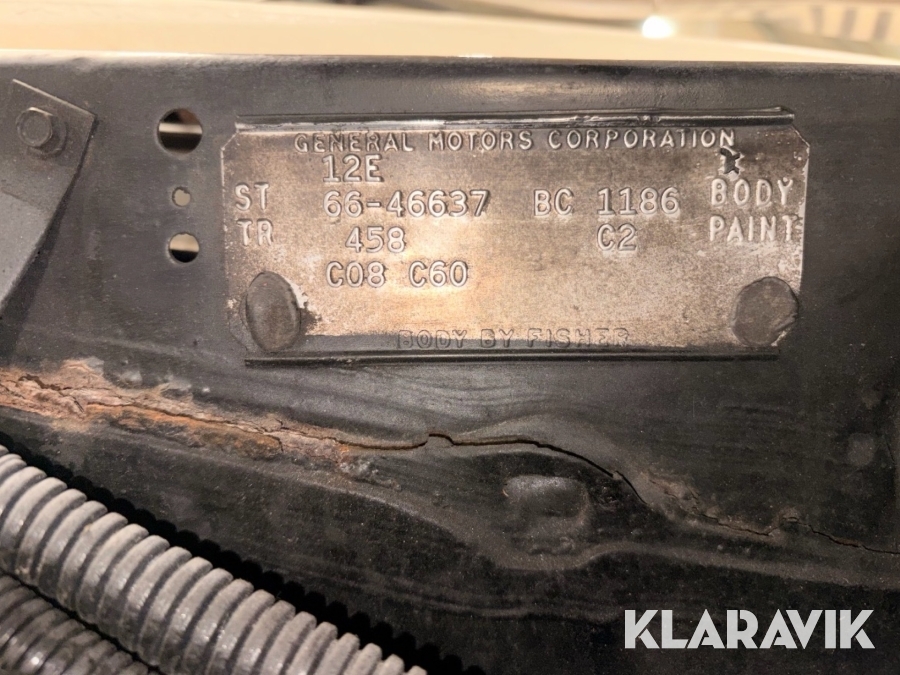 GENERAL MOTORS CORPORATION
12E
ST 66-46637 BC 1186 BODY
TR 458 C2 PAINT
C08 C60
BODY BY FISHER
KLARAVIK